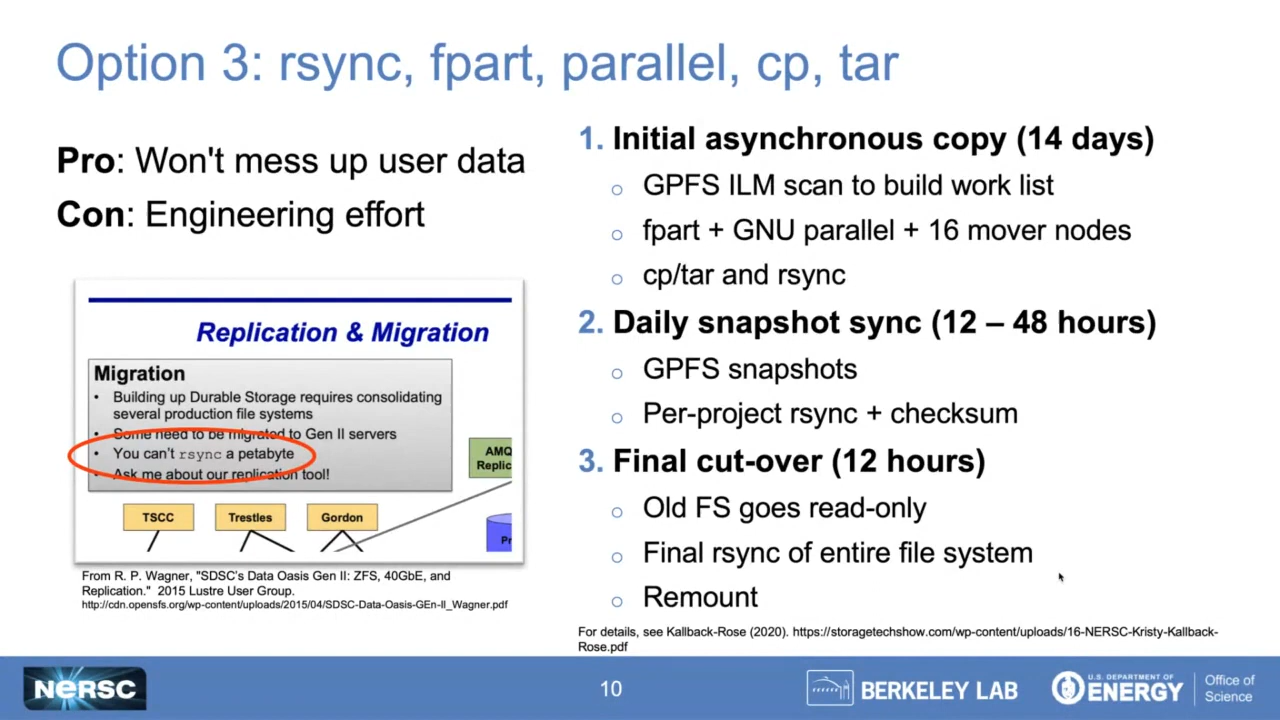 Option 3: rsync, fpart, parallel, cp, tar
Pro: Won't mess up user data
Con: Engineering effort
Replication & Migration
Migration
• Building up Durable Storage requires consolidating
several production file systems
• Some need to be migrated to Gen II servers
• You can't rsync a petabyte
• Ask me about our replication tool!
AMQ
Replic
TSCC
Trestles
Gordon
Pr
From R. P. Wagner, "SDSC's Data Oasis Gen II: ZFS, 40GbE, and
Replication." 2015 Lustre User Group.
http://cdn.opensfs.org/wp-content/uploads/2015/04/SDSC-Data-Oasis-GEn-II_Wagner.pdf
1. Initial asynchronous copy (14 days)
○ GPFS ILM scan to build work list
○ fpart + GNU parallel + 16 mover nodes
○ cp/tar and rsync
2. Daily snapshot sync (12 – 48 hours)
○ GPFS snapshots
○ Per-project rsync + checksum
3. Final cut-over (12 hours)
○ Old FS goes read-only
○ Final rsync of entire file system
○ Remount
For details, see Kallback-Rose (2020). https://storagetechshow.com/wp-content/uploads/16-NERSC-Kristy-Kallback-
Rose.pdf
NERSC
10
BERKELEY LAB
U.S. DEPARTMENT OF
ENERGY
Office of
Science